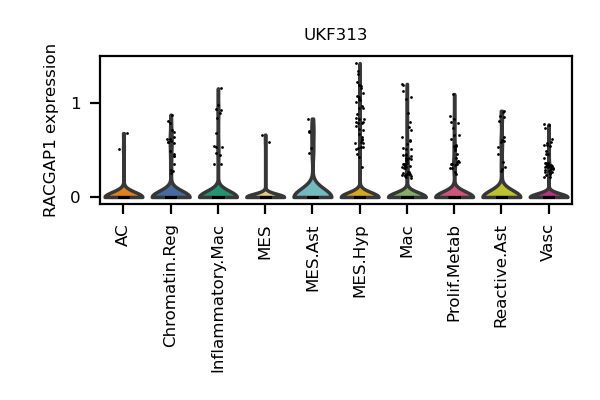 UKF313
RACGAP1 expression
1
0
AC
Chromatin.Reg
Inflammatory.Mac
MES
MES.Ast
MES.Hyp
Mac
Prolif.Metab
Reactive.Ast
Vasc